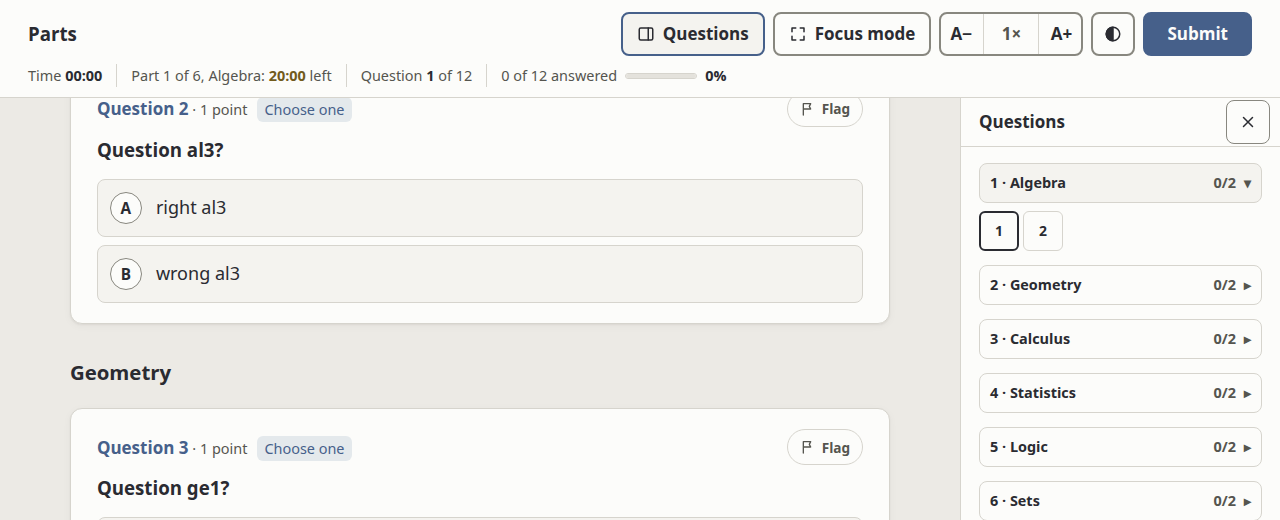 Parts
Questions
Focus mode
A−
1×
A+
Submit
Time 00:00
Part 1 of 6, Algebra: 20:00 left
Question 1 of 12
0 of 12 answered
0%
Question 2 · 1 point
Choose one
Flag
Question al3?
A right al3
B wrong al3
Geometry
Question 3 · 1 point
Choose one
Flag
Question ge1?
Questions
1 · Algebra 0/2
1 2
2 · Geometry 0/2
3 · Calculus 0/2
4 · Statistics 0/2
5 · Logic 0/2
6 · Sets 0/2